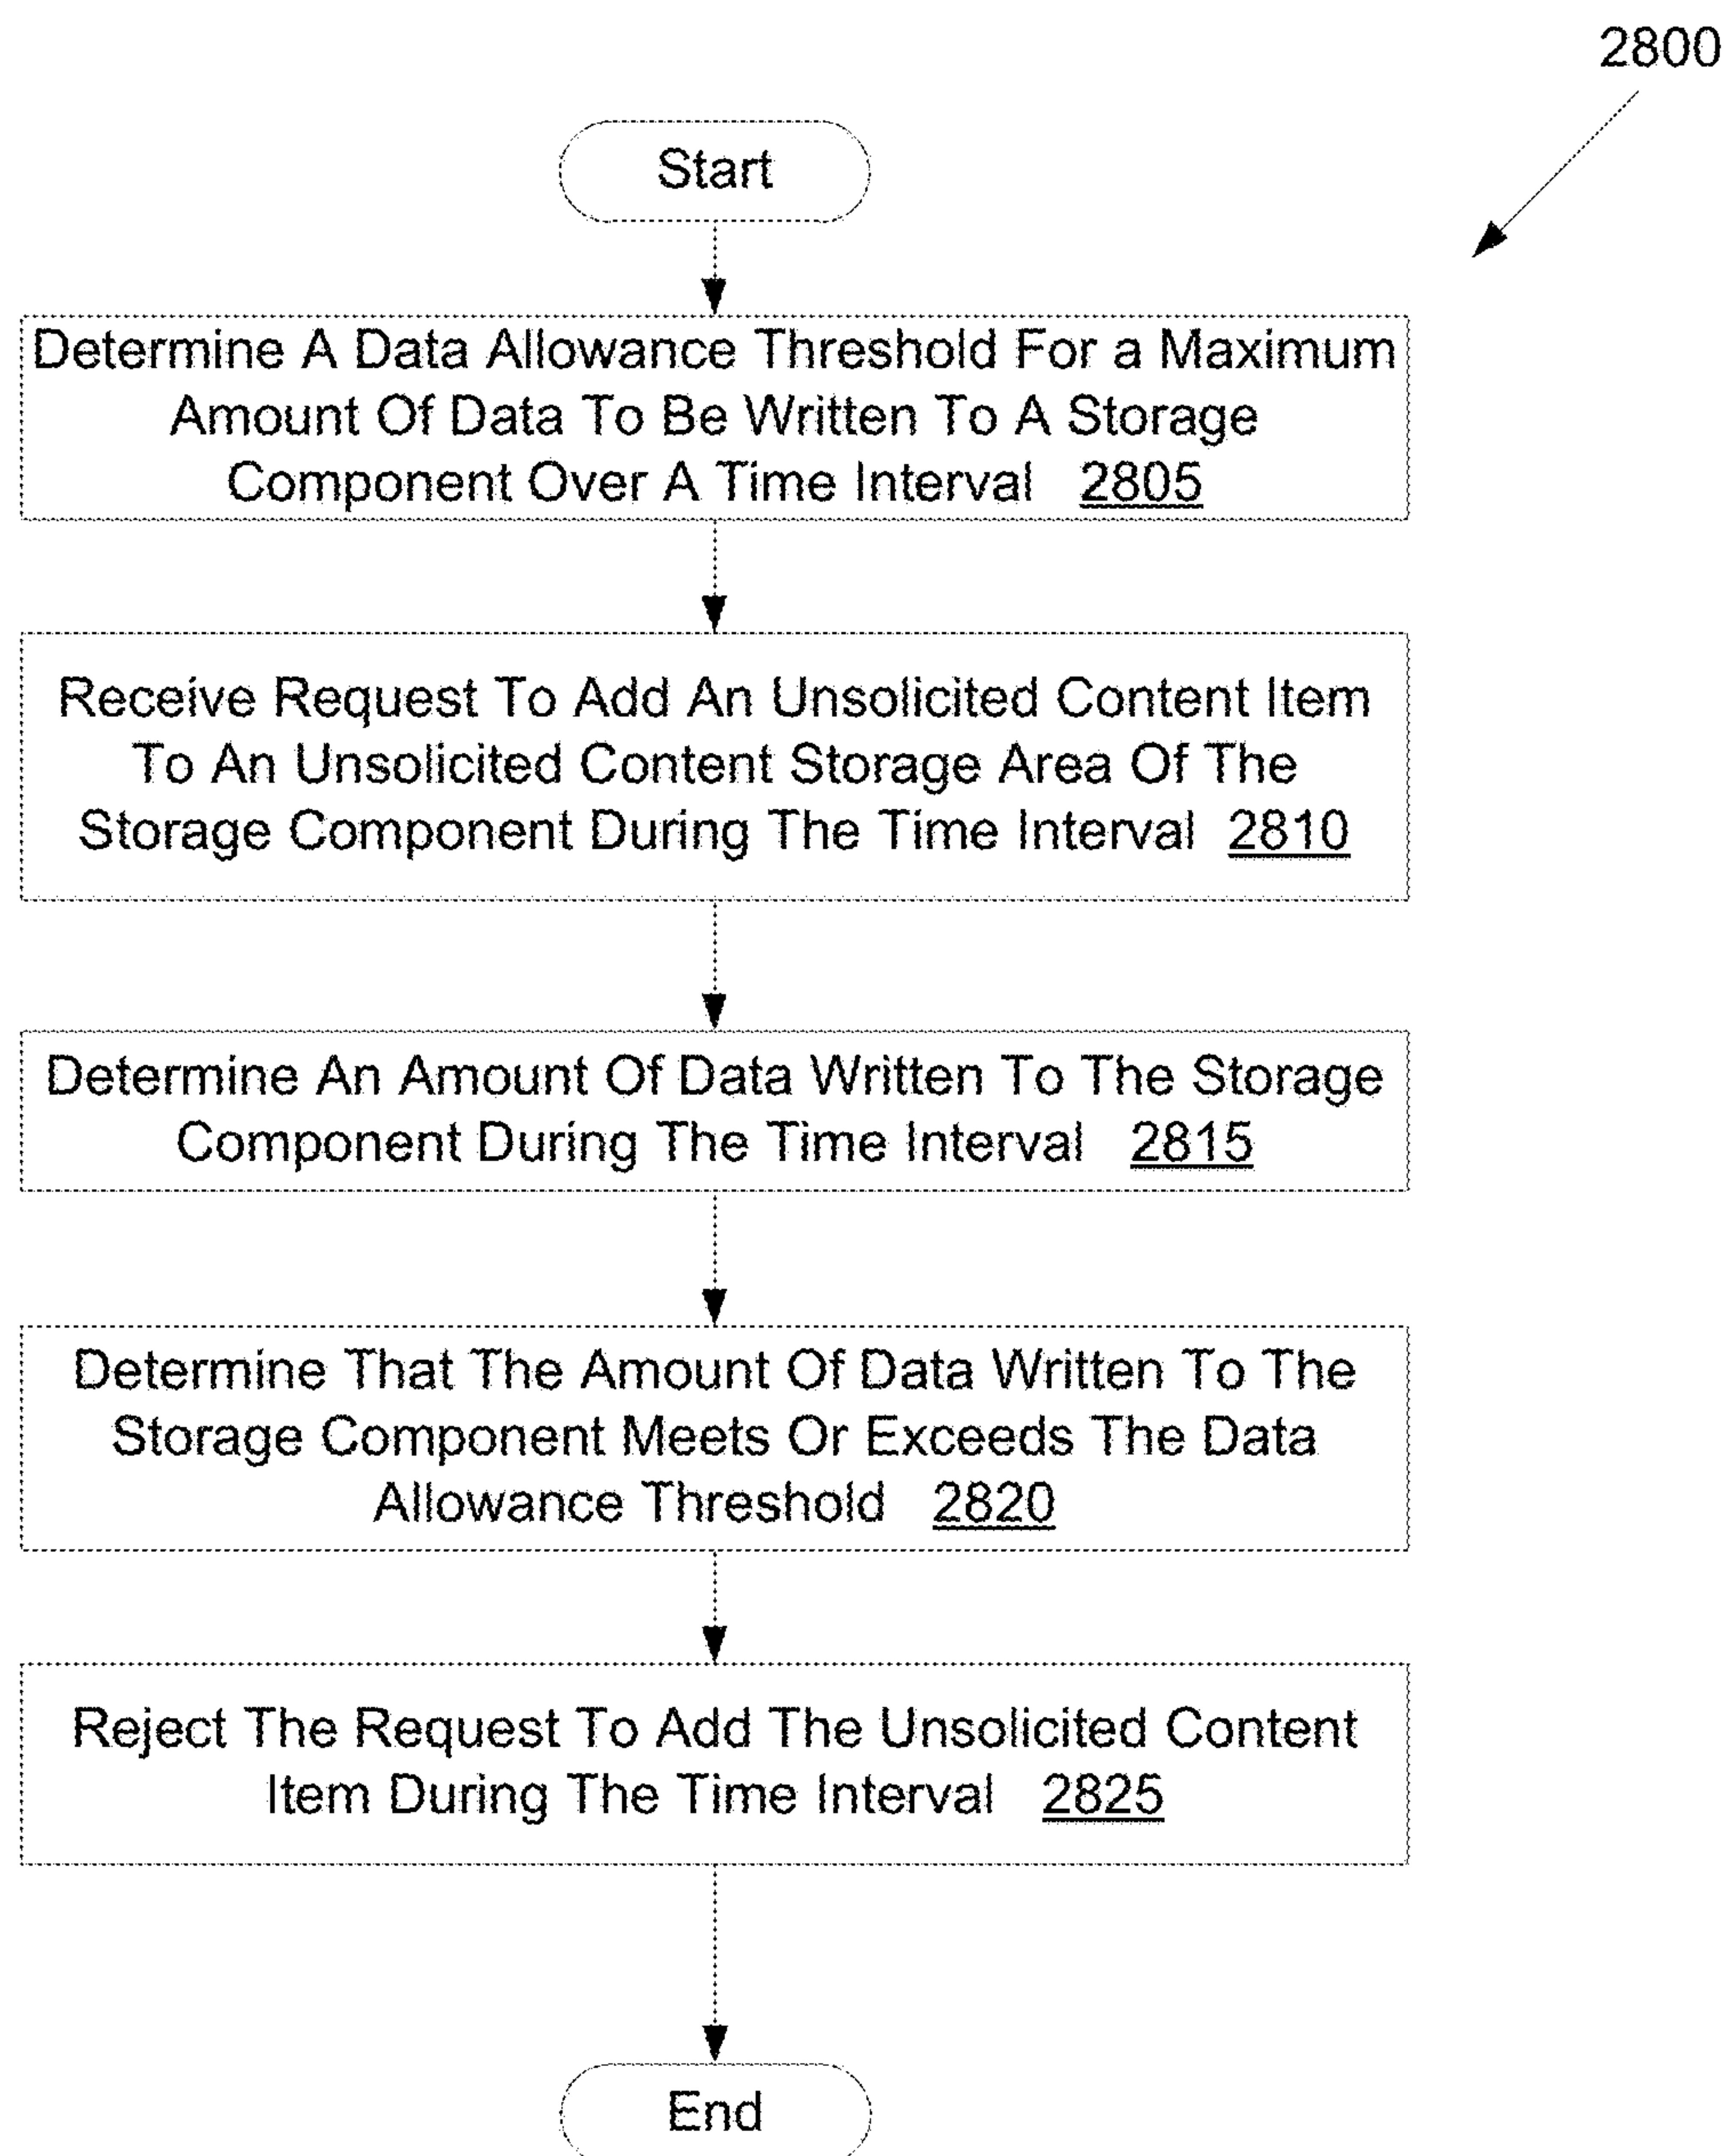 2800
Start
Determine A Data Allowance Threshold For a Maximum
Amount Of Data To Be Written To A Storage
Component Over A Time Interval 2805
Receive Request To Add An Unsolicited Content Item
To An Unsolicited Content Storage Area Of The
Storage Component During The Time Interval 2810
Determine An Amount Of Data Written To The Storage
Component During The Time Interval 2815
Determine That The Amount Of Data Written To The
Storage Component Meets Or Exceeds The Data
Allowance Threshold 2820
Reject The Request To Add The Unsolicited Content
Item During The Time Interval 2825
End